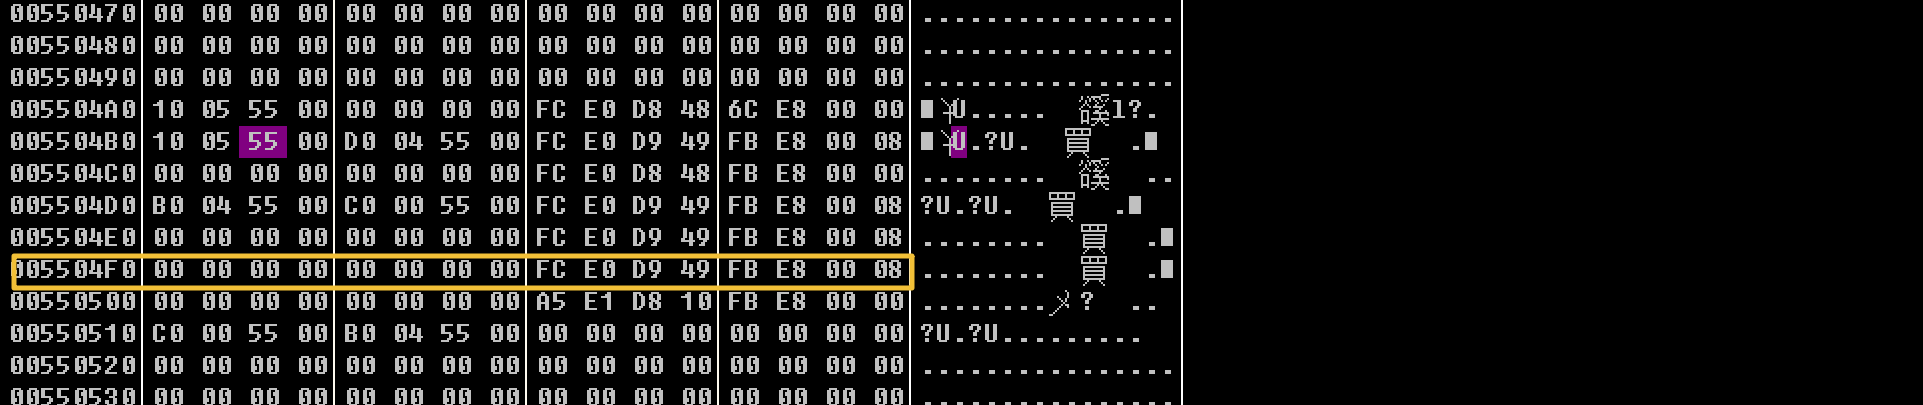 00550470 00 00 00 00 00 00 00 00 00 00 00 00 00 00 00 00 ................
00550480 00 00 00 00 00 00 00 00 00 00 00 00 00 00 00 00 ................
00550490 00 00 00 00 00 00 00 00 00 00 00 00 00 00 00 00 ................
005504A0 10 05 55 00 00 00 00 00 FC E0 D8 48 6C E8 00 00 U..... l?.
005504B0 10 05 55 00 D0 04 55 00 FC E0 D9 49 FB E8 00 08 U.?U. 買 .
005504C0 00 00 00 00 00 00 00 00 FC E0 D8 48 FB E8 00 00 ........ ..
005504D0 B0 04 55 00 C0 00 55 00 FC E0 D9 49 FB E8 00 08 ?U.?U. 買 .
005504E0 00 00 00 00 00 00 00 00 FC E0 D9 49 FB E8 00 08 ........ 買 .
005504F0 00 00 00 00 00 00 00 00 FC E0 D9 49 FB E8 00 08 ........ 買 .
00550500 00 00 00 00 00 00 00 00 A5 E1 D8 10 FB E8 00 00 ........メ? ..
00550510 C0 00 55 00 B0 04 55 00 00 00 00 00 00 00 00 00 ?U.?U.........
00550520 00 00 00 00 00 00 00 00 00 00 00 00 00 00 00 00 ................
00550530 00 00 00 00 00 00 00 00 00 00 00 00 00 00 00 00 ................